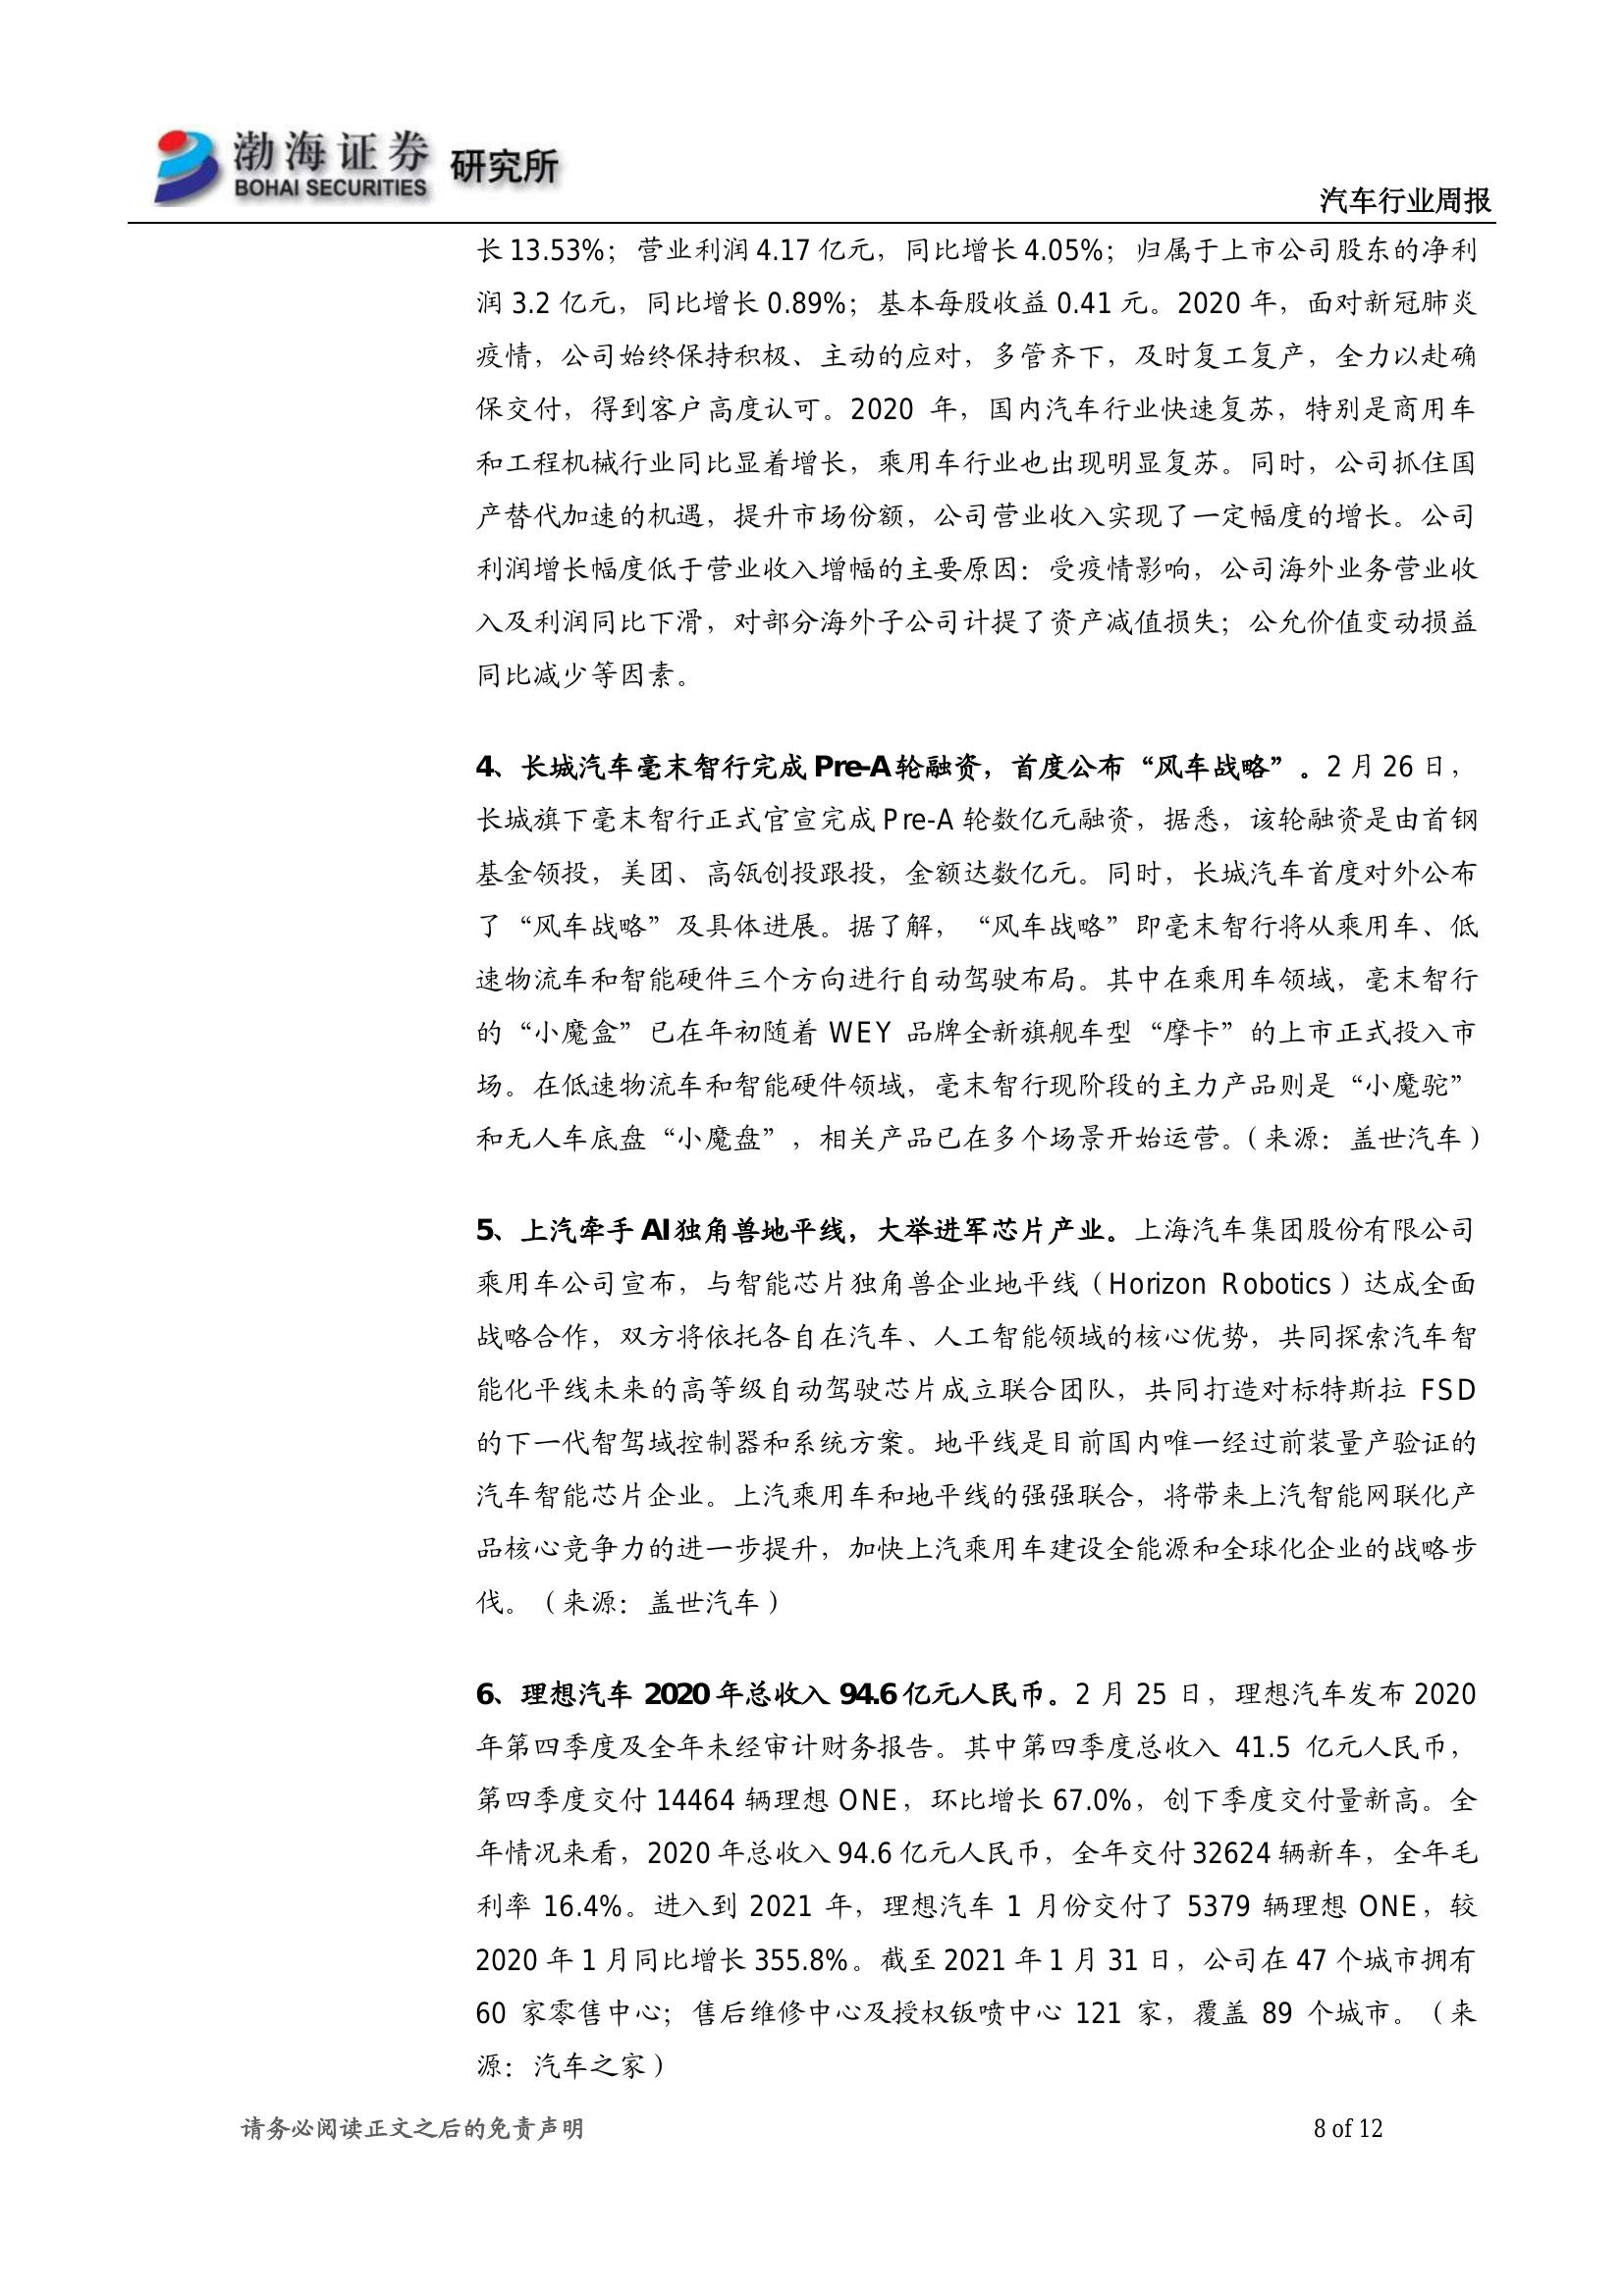 渤海证券 研究所
BOHAI SECURITIES
汽车行业周报
长 13.53%；营业利润 4.17 亿元，同比增长 4.05%；归属于上市公司股东的净利
润 3.2 亿元，同比增长 0.89%；基本每股收益 0.41 元。2020 年，面对新冠肺炎
疫情，公司始终保持积极、主动的应对，多管齐下，及时复工复产，全力以赴确
保交付，得到客户高度认可。2020 年，国内汽车行业快速复苏，特别是商用车
和工程机械行业同比显着增长，乘用车行业也出现明显复苏。同时，公司抓住国
产替代加速的机遇，提升市场份额，公司营业收入实现了一定幅度的增长。公司
利润增长幅度低于营业收入增幅的主要原因：受疫情影响，公司海外业务营业收
入及利润同比下滑，对部分海外子公司计提了资产减值损失；公允价值变动损益
同比减少等因素。
4、长城汽车毫末智行完成 Pre-A 轮融资，首度公布“风车战略”。2 月 26 日，
长城旗下毫末智行正式官宣完成 Pre-A 轮数亿元融资，据悉，该轮融资是由首钢
基金领投，美团、高瓴创投跟投，金额达数亿元。同时，长城汽车首度对外公布
了“风车战略”及具体进展。据了解，“风车战略”即毫末智行将从乘用车、低
速物流车和智能硬件三个方向进行自动驾驶布局。其中在乘用车领域，毫末智行
的“小魔盒”已在年初随着 WEY 品牌全新旗舰车型“摩卡”的上市正式投入市
场。在低速物流车和智能硬件领域，毫末智行现阶段的主力产品则是“小魔驼”
和无人车底盘“小魔盘”，相关产品已在多个场景开始运营。（来源：盖世汽车）
5、上汽牵手 AI 独角兽地平线，大举进军芯片产业。上海汽车集团股份有限公司
乘用车公司宣布，与智能芯片独角兽企业地平线（Horizon Robotics）达成全面
战略合作，双方将依托各自在汽车、人工智能领域的核心优势，共同探索汽车智
能化平线未来的高等级自动驾驶芯片成立联合团队，共同打造对标特斯拉 FSD
的下一代智驾域控制器和系统方案。地平线是目前国内唯一经过前装量产验证的
汽车智能芯片企业。上汽乘用车和地平线的强强联合，将带来上汽智能网联化产
品核心竞争力的进一步提升，加快上汽乘用车建设全能源和全球化企业的战略步
伐。（来源：盖世汽车）
6、理想汽车 2020 年总收入 94.6 亿元人民币。2 月 25 日，理想汽车发布 2020
年第四季度及全年未经审计财务报告。其中第四季度总收入 41.5 亿元人民币，
第四季度交付 14464 辆理想 ONE，环比增长 67.0%，创下季度交付量新高。全
年情况来看，2020 年总收入 94.6 亿元人民币，全年交付 32624 辆新车，全年毛
利率 16.4%。进入到 2021 年，理想汽车 1 月份交付了 5379 辆理想 ONE，较
2020 年 1 月同比增长 355.8%。截至 2021 年 1 月 31 日，公司在 47 个城市拥有
60 家零售中心；售后维修中心及授权钣喷中心 121 家，覆盖 89 个城市。（来
源：汽车之家）
请务必阅读正文之后的免责声明
8 of 12